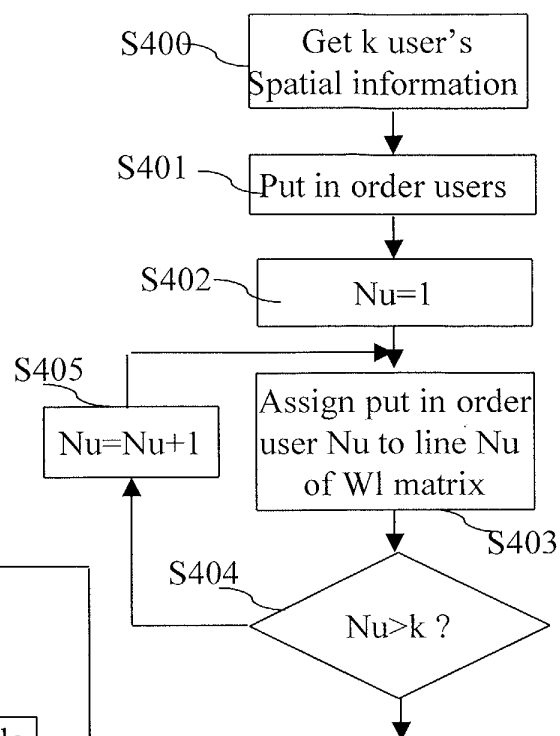 S400
Get k user's
Spatial information
S401
Put in order users
S402
Nu=1
S405
Nu=Nu+1
Assign put in order
user Nu to line Nu
of Wl matrix
S403
S404
Nu>k ?